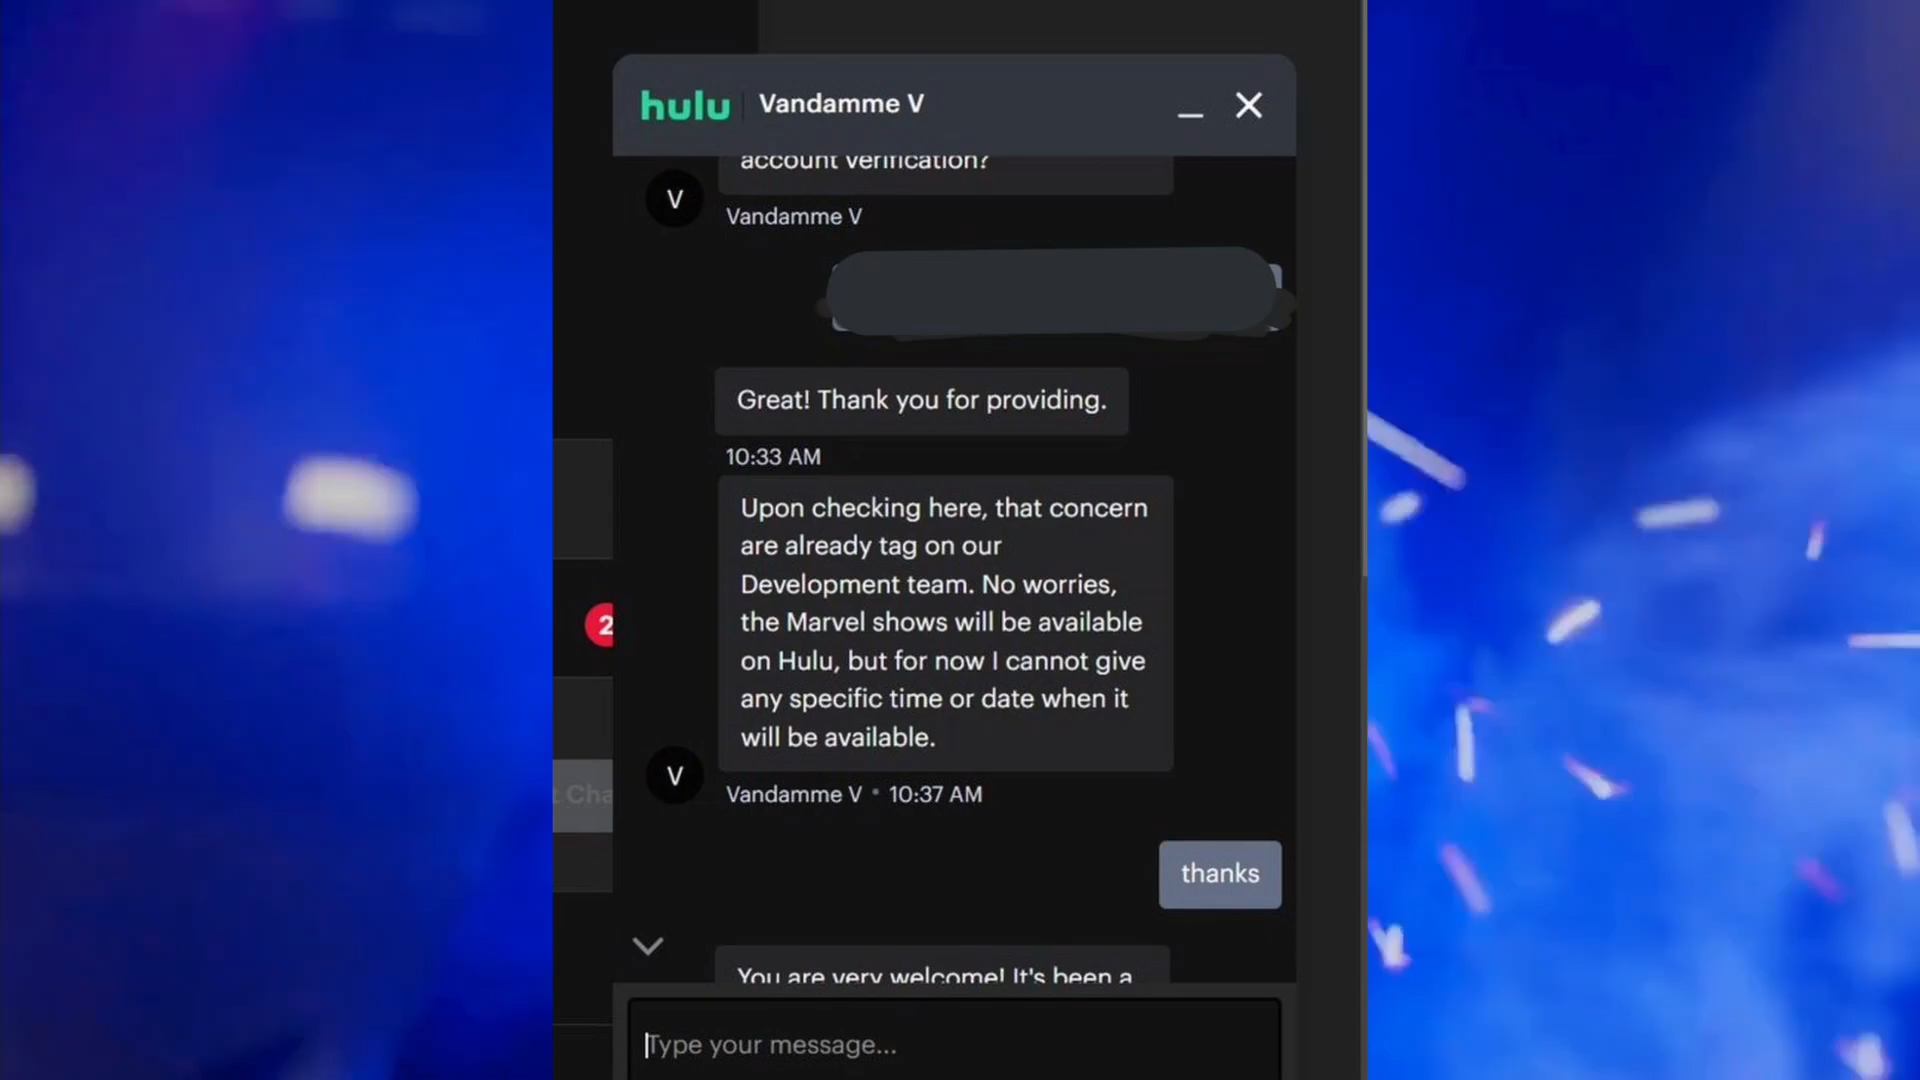 hulu
Vandamme V
account verification?
V
Vandamme V
Great! Thank you for providing.
10:33 AM
Upon checking here, that concern
are already tag on our
Development team. No worries,
the Marvel shows will be available
on Hulu, but for now I cannot give
any specific time or date when it
will be available.
2
V
Vandamme V • 10:37 AM
t Cha
thanks
You are very welcome! It's been a
Type your message...